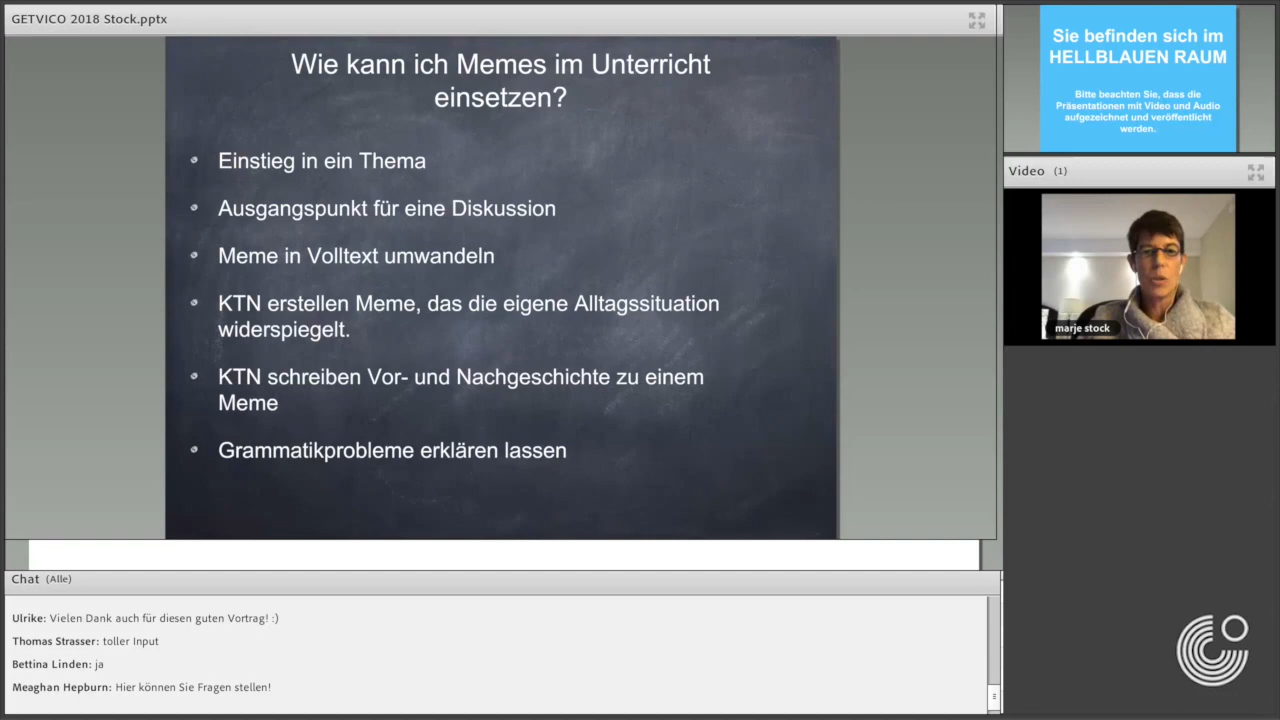 GETVICO 2018 Stock.pptx
Wie kann ich Memes im Unterricht
einsetzen?
Einstieg in ein Thema
Ausgangspunkt für eine Diskussion
Meme in Volltext umwandeln
KTN erstellen Meme, das die eigene Alltagssituation
widerspiegelt.
KTN schreiben Vor- und Nachgeschichte zu einem
Meme
Grammatikprobleme erklären lassen
Sie befinden sich im
HELLBLAUEN RAUM
Bitte beachten Sie, dass die
Präsentationen mit Video und Audio
aufgezeichnet und veröffentlicht
werden.
Video (1)
marje stock
Chat (Alle)
Ulrike: Vielen Dank auch für diesen guten Vortrag! :)
Thomas Strasser: toller Input
Bettina Linden: ja
Meaghan Hepburn: Hier können Sie Fragen stellen!